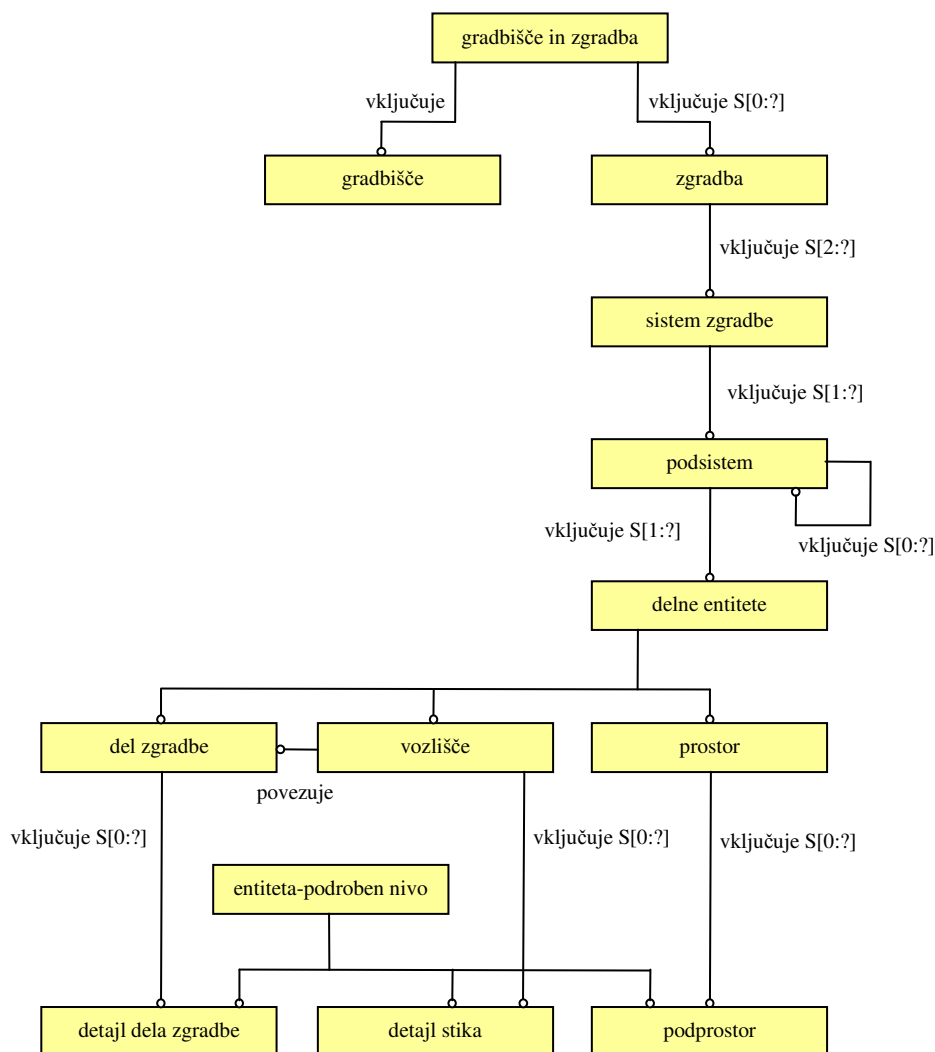 gradbišče in zgradba
vključuje
vključuje S[0:?]
gradbišče
zgradba
vključuje S[2:?]
sistem zgradbe
vključuje S[1:?]
podsistem
vključuje S[1:?]
vključuje S[0:?]
delne entitete
del zgradbe
vozlišče
prostor
povezuje
vključuje S[0:?]
vključuje S[0:?]
vključuje S[0:?]
entiteta-podroben nivo
detajl dela zgradbe
detajl stika
podprostor